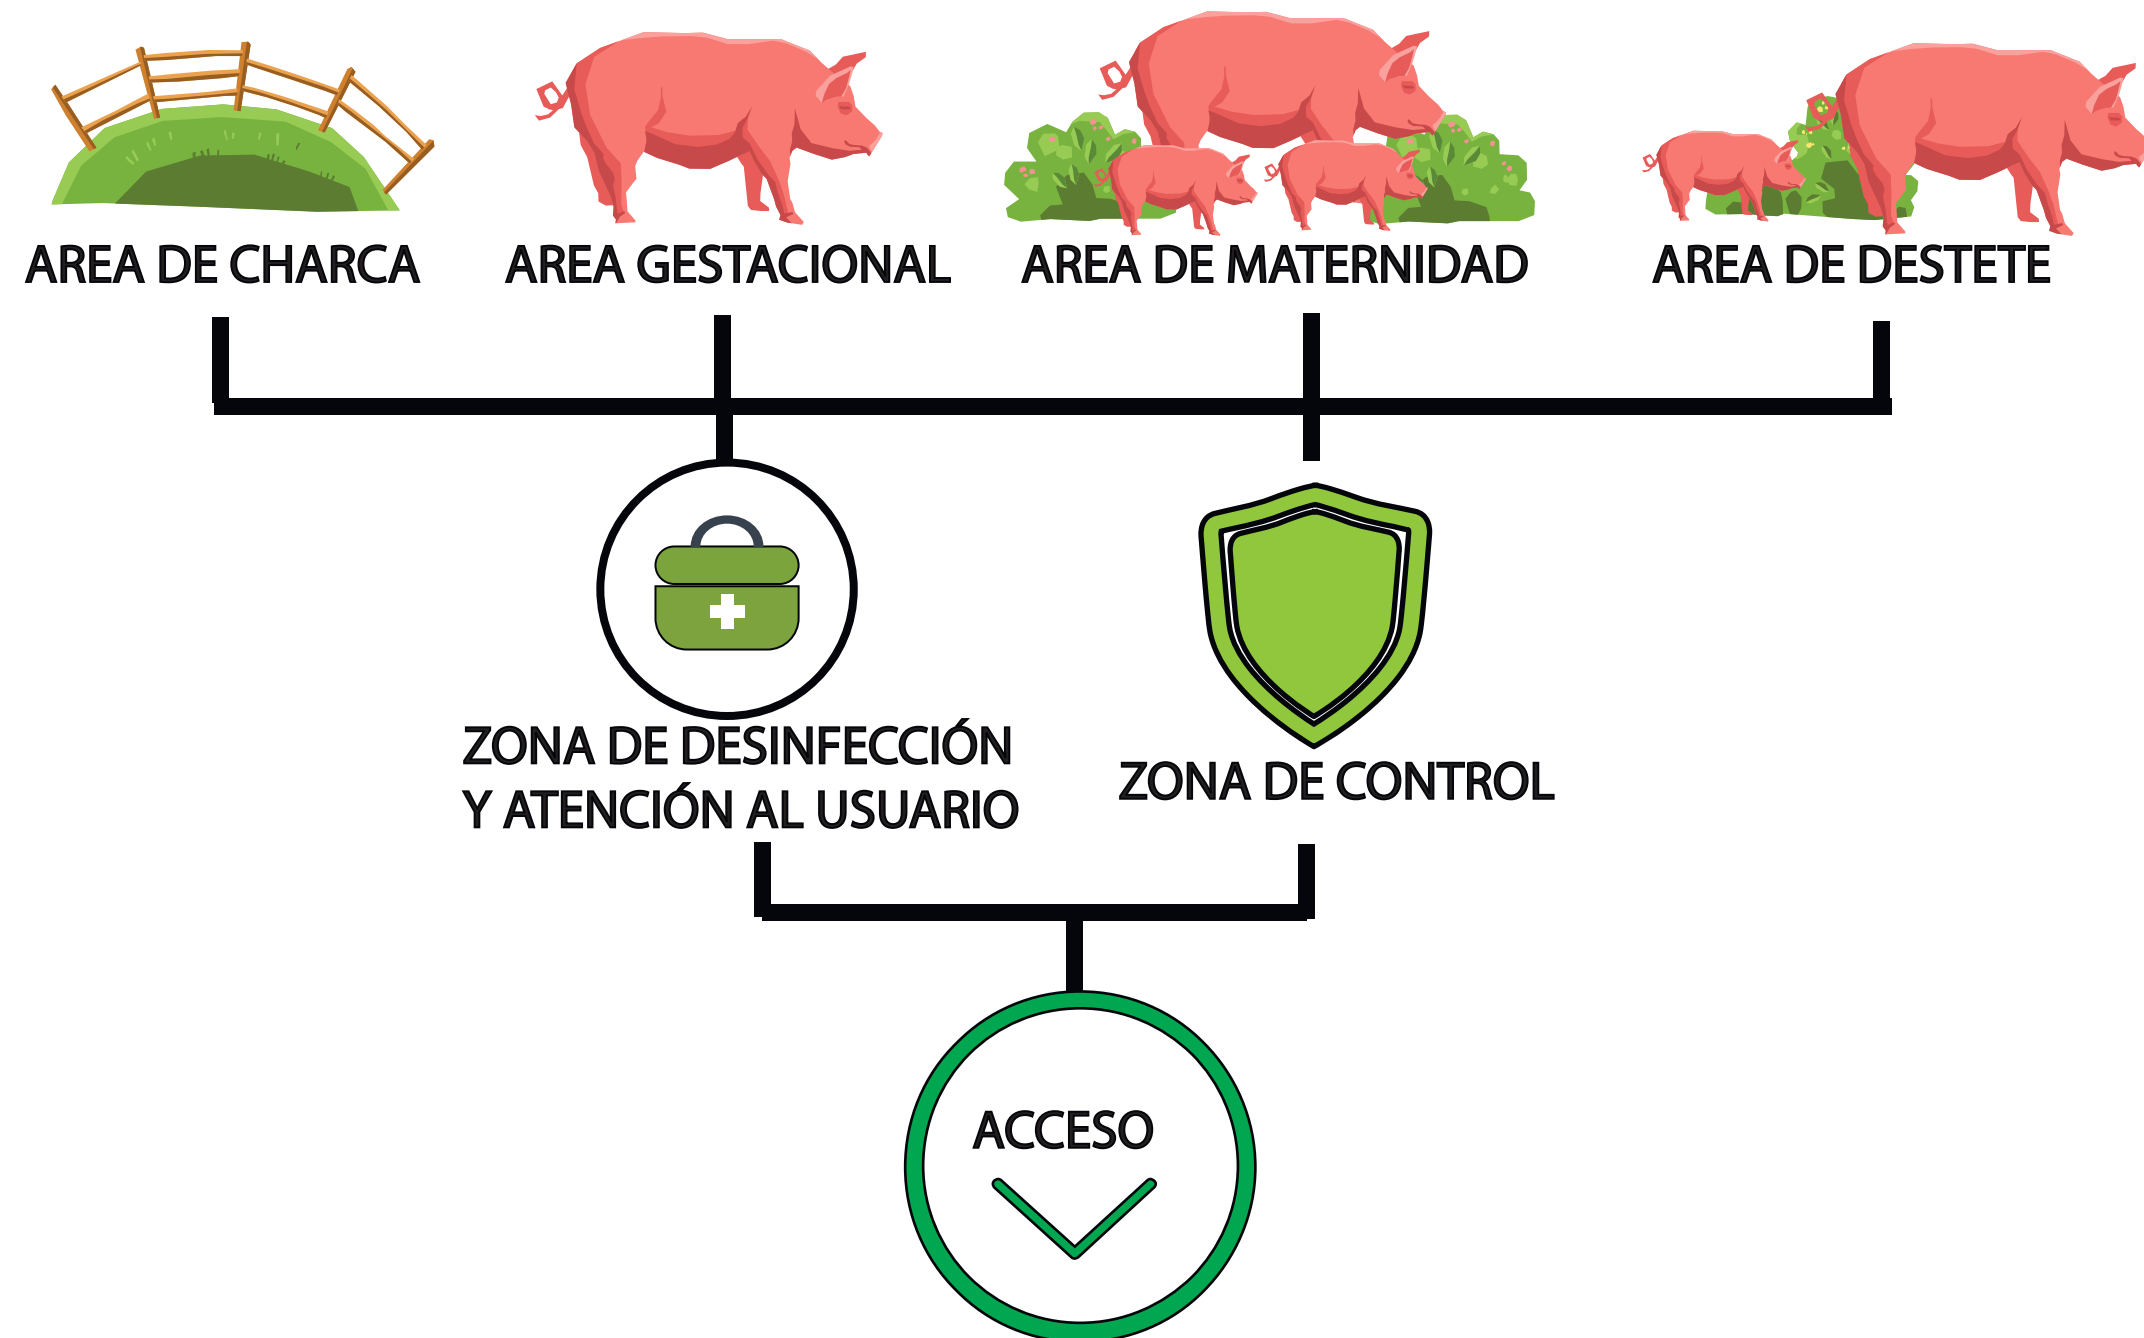 AREA DE CHARCA
AREA GESTACIONAL
AREA DE MATERNIDAD
AREA DE DESTETE
ZONA DE DESINFECCIÓN
Y ATENCIÓN AL USUARIO
ZONA DE CONTROL
ACCESO